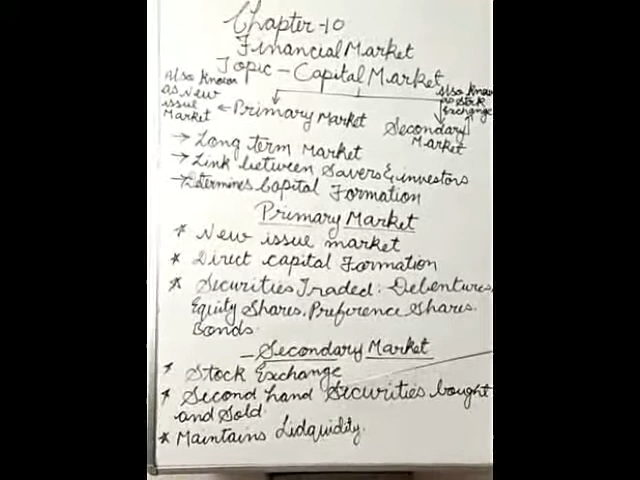 Chapter-10
Financial Market
Topic - Capital Market
Also Known as New issue Market
← Primary Market
Also Known as Stock Exchange
Secondary Market
→ Long term Market
→ Link between Savers & investors
→ Determines Capital Formation
Primary Market
* New issue market
* Direct capital Formation
* Securities Traded: Debentures,
Equity Shares, Preference Shares.
Bonds.
- Secondary Market
* Stock Exchange
* Second hand Securities bought
and Sold.
* Maintains Lidquidity.